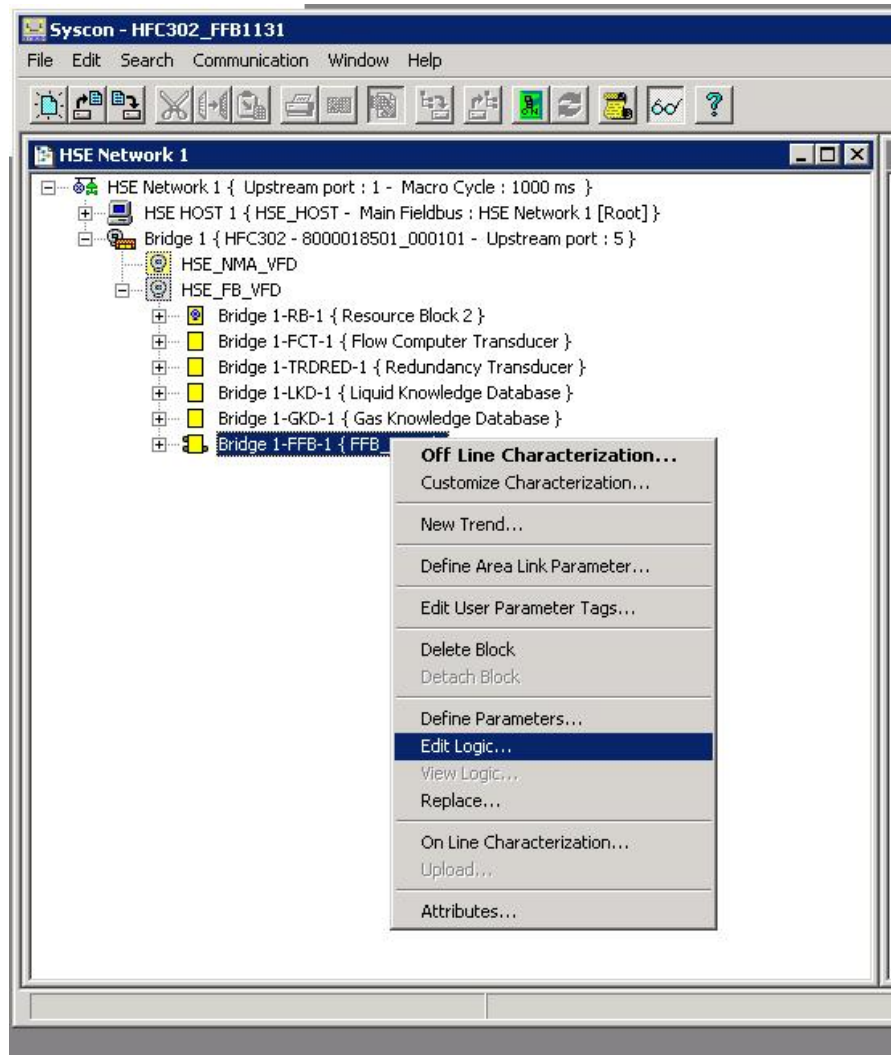 Syscon - HFC302_FFB1131
File Edit Search Communication Window Help
HSE Network 1
HSE Network 1 { Upstream port : 1 - Macro Cycle : 1000 ms }
HSE HOST 1 { HSE_HOST - Main Fieldbus : HSE Network 1 [Root] }
Bridge 1 { HFC302 - 8000018501_000101 - Upstream port : 5 }
HSE_NMA_VFD
HSE_FB_VFD
Bridge 1-RB-1 { Resource Block 2 }
Bridge 1-FCT-1 { Flow Computer Transducer }
Bridge 1-TRDRED-1 { Redundancy Transducer }
Bridge 1-LKD-1 { Liquid Knowledge Database }
Bridge 1-GKD-1 { Gas Knowledge Database }
Bridge 1-FFB-1 { FFB_
Off Line Characterization...
Customize Characterization...
New Trend...
Define Area Link Parameter...
Edit User Parameter Tags...
Delete Block
Detach Block
Define Parameters...
Edit Logic...
View Logic...
Replace...
On Line Characterization...
Upload...
Attributes...